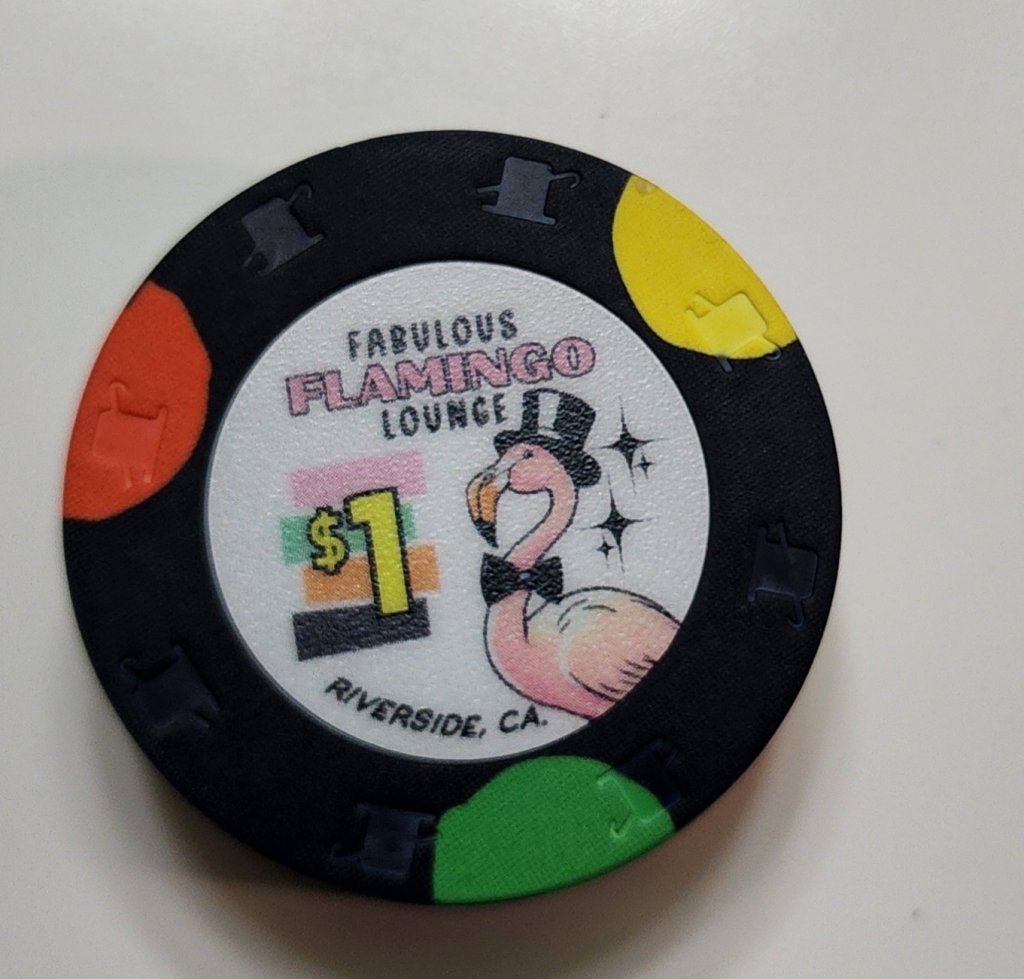 FABULOUS
FLAMINGO
LOUNGE
$1
RIVERSIDE, CA.